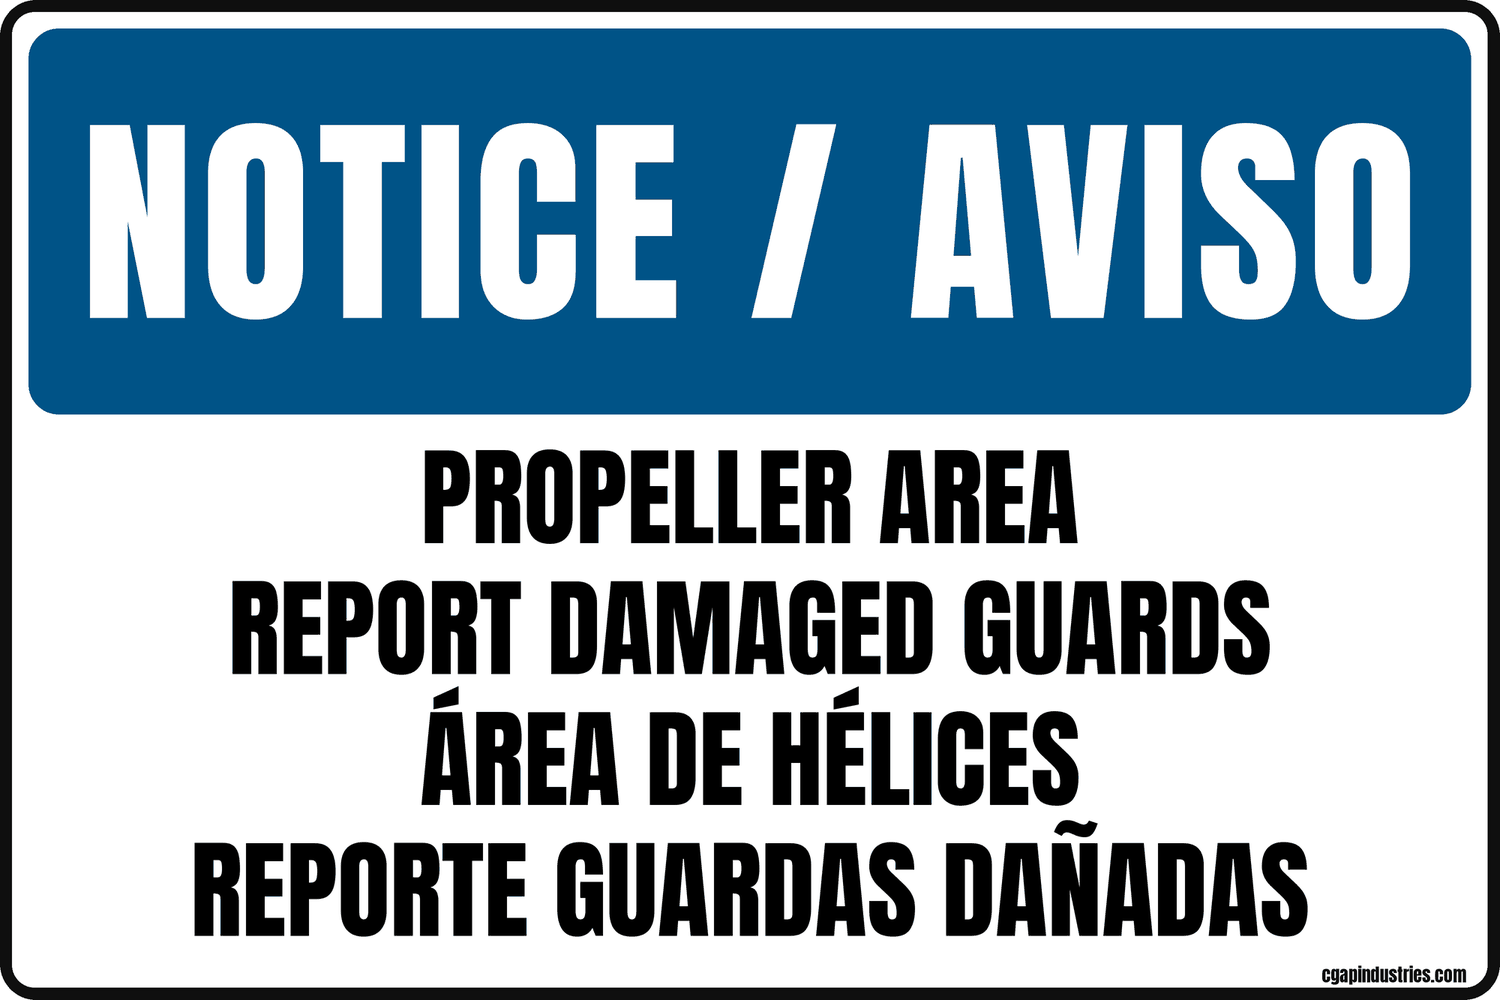 NOTICE / AVISO
PROPELLER AREA
REPORT DAMAGED GUARDS
ÁREA DE HÉLICES
REPORTE GUARDAS DAÑADAS
cgapindustries.com